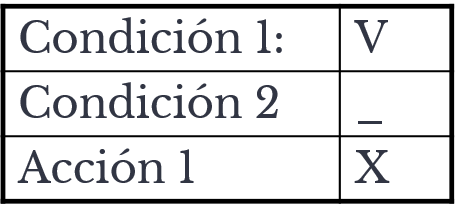 Condición 1: V
Condición 2 _
Acción 1 X